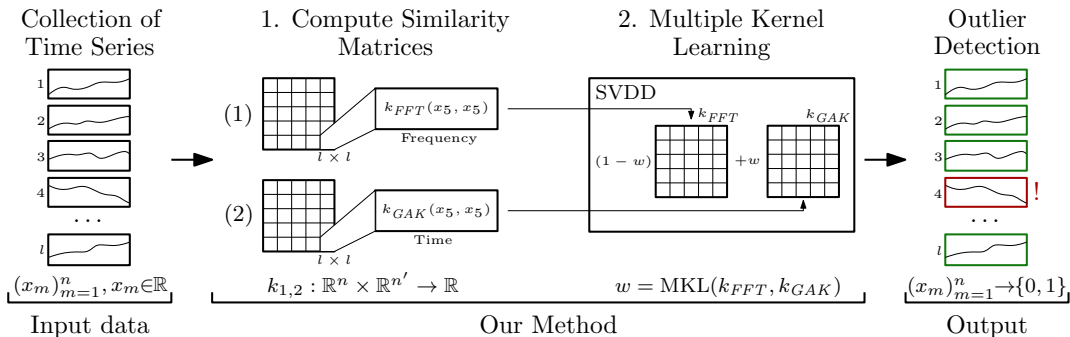 Collection of
Time Series
1. Compute Similarity
Matrices
2. Multiple Kernel
Learning
Outlier
Detection
1
2
3
4
...
l
(1)
k_{FFT}(x_5, x_5)
Frequency
l × l
(2)
k_{GAK}(x_5, x_5)
Time
l × l
SVDD
k_{FFT}
k_{GAK}
(1 − w)
+w
1
2
3
4
!
...
l
(x_m)_{m=1}^n, x_m∈ℝ
k_{1,2} : ℝ^n × ℝ^{n'} → ℝ
w = MKL(k_{FFT}, k_{GAK})
(x_m)_{m=1}^n→{0, 1}
Input data
Our Method
Output